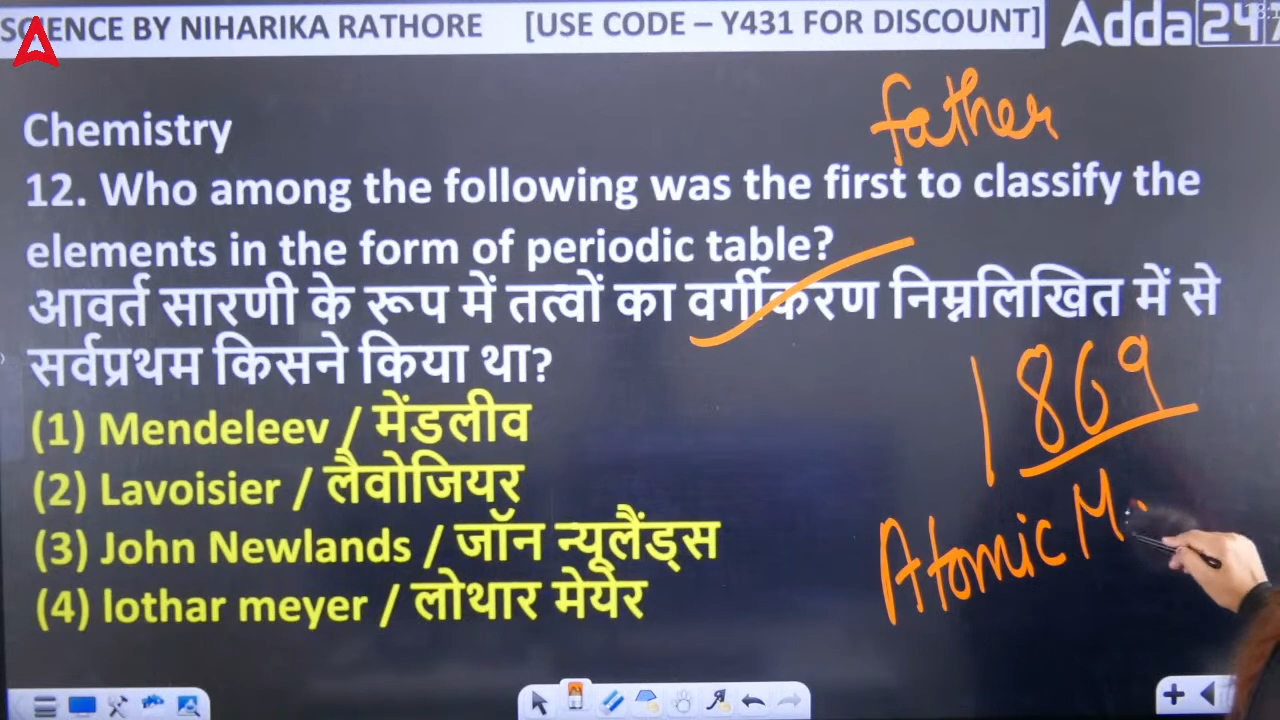 SCIENCE BY NIHARIKA RATHORE [USE CODE – Y431 FOR DISCOUNT] Adda247
Chemistry
father
12. Who among the following was the first to classify the
elements in the form of periodic table?
आवर्त सारणी के रूप में तत्वों का वर्गीकरण निम्नलिखित में से
सर्वप्रथम किसने किया था?
1869
(1) Mendeleev / मेंडलीव
(2) Lavoisier / लैवोजियर
Atomic M.
(3) John Newlands / जॉन न्यूलैंड्स
(4) lothar meyer / लोथार मेयेर